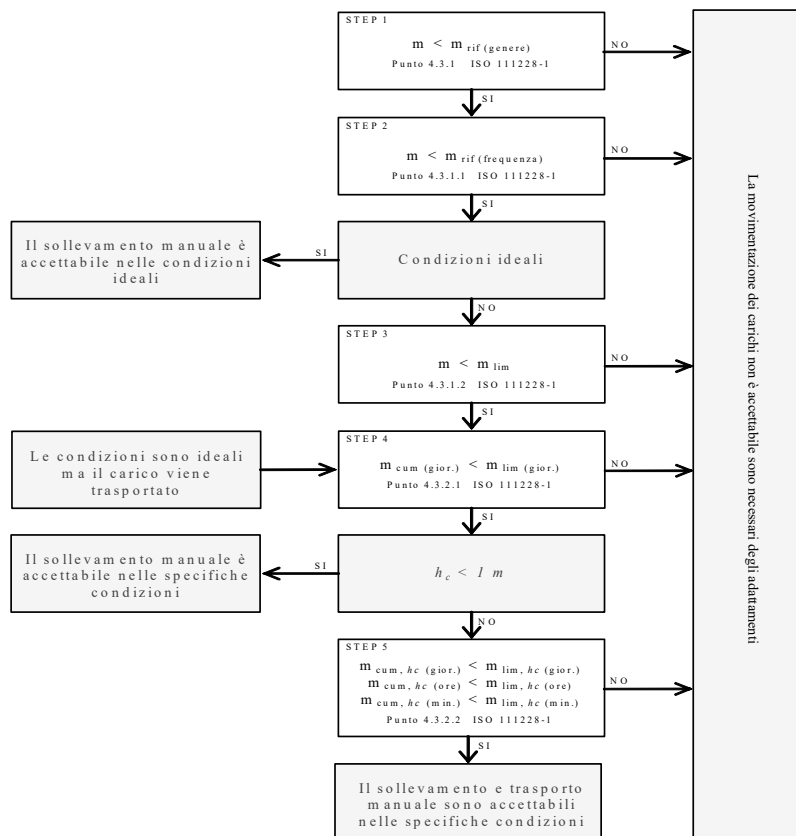 STEP 1
m < m rif (genere)
Punto 4.3.1 ISO 111228-1
NO
SI
STEP 2
m < m rif (frequenza)
Punto 4.3.1.1 ISO 111228-1
NO
SI
Il sollevamento manuale è
accettabile nelle condizioni
ideali
SI
Condizioni ideali
NO
STEP 3
m < m lim
Punto 4.3.1.2 ISO 111228-1
NO
SI
Le condizioni sono ideali
ma il carico viene
trasportato
STEP 4
m cum (gior.) < m lim (gior.)
Punto 4.3.2.1 ISO 111228-1
NO
SI
Il sollevamento manuale è
accettabile nelle specifiche
condizioni
SI
h c < 1 m
NO
STEP 5
m cum, hc (gior.) < m lim, hc (gior.)
m cum, hc (ore) < m lim, hc (ore)
m cum, hc (min.) < m lim, hc (min.)
Punto 4.3.2.2 ISO 111228-1
NO
SI
Il sollevamento e trasporto
manuale sono accettabili
nelle specifiche condizioni
La movimentazione dei carichi non è accettabile sono necessari degli adattamenti